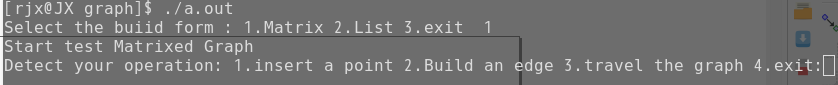 [rjx@JX graph]$ ./a.out
Select the buiid form : 1.Matrix 2.List 3.exit  1
Start test Matrixed Graph
Detect your operation: 1.insert a point 2.Build an edge 3.travel the graph 4.exit: